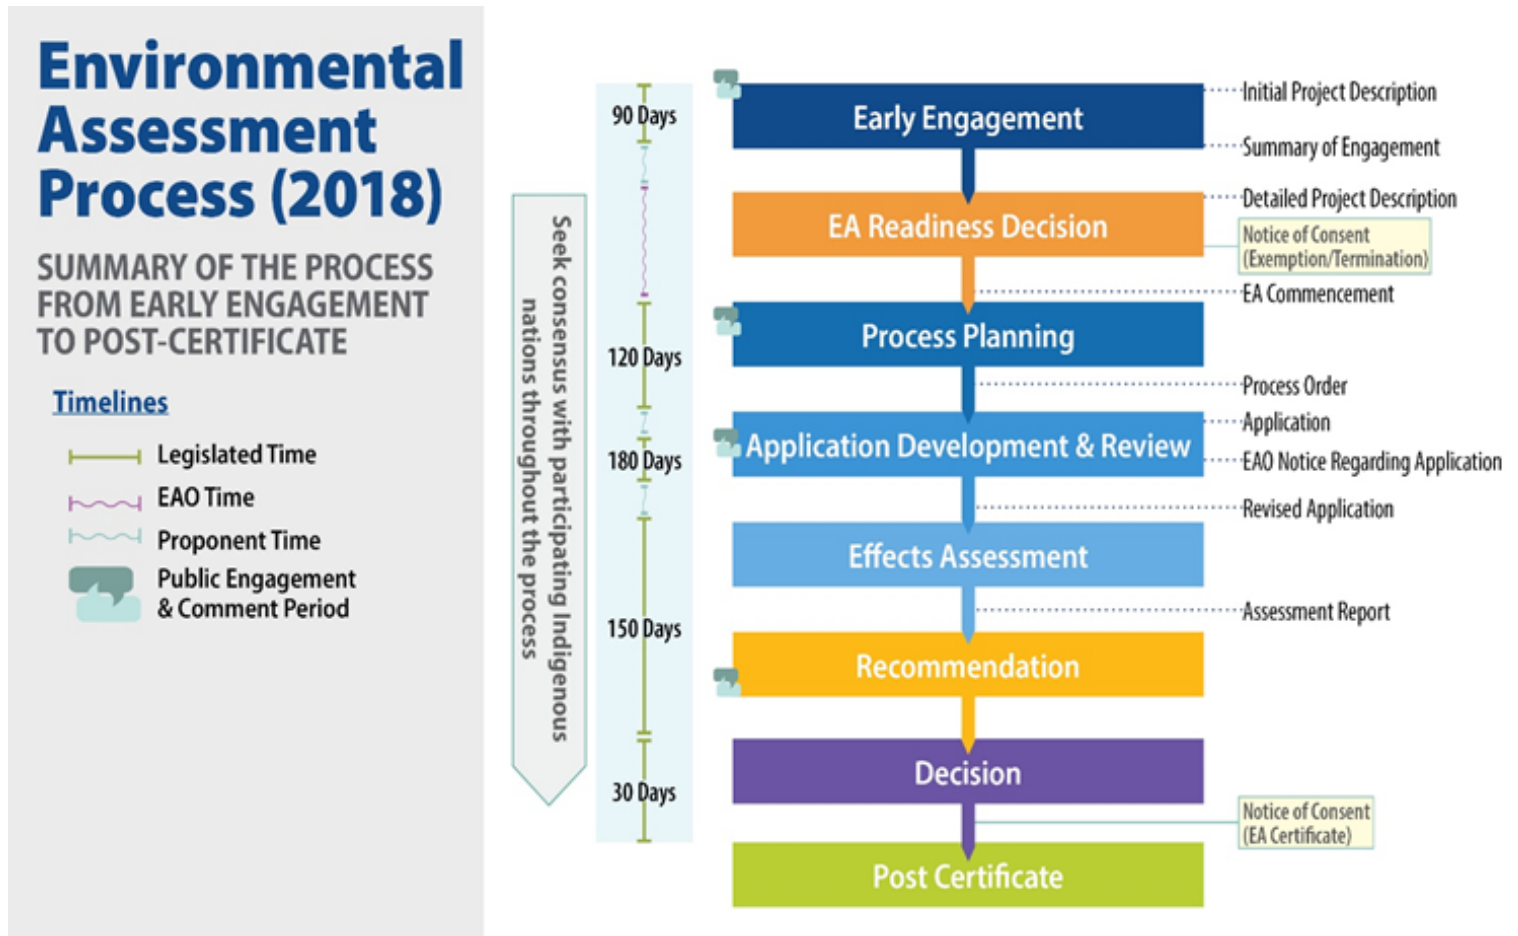 Environmental
Assessment
Process (2018)
SUMMARY OF THE PROCESS
FROM EARLY ENGAGEMENT
TO POST-CERTIFICATE
Timelines
Legislated Time
EAO Time
Proponent Time
Public Engagement
& Comment Period
Seek consensus with participating Indigenous
nations throughout the process
90 Days
120 Days
180 Days
150 Days
30 Days
Early Engagement
EA Readiness Decision
Process Planning
Application Development & Review
Effects Assessment
Recommendation
Decision
Post Certificate
Initial Project Description
Summary of Engagement
Detailed Project Description
Notice of Consent
(Exemption/Termination)
EA Commencement
Process Order
Application
EAO Notice Regarding Application
Revised Application
Assessment Report
Notice of Consent
(EA Certificate)